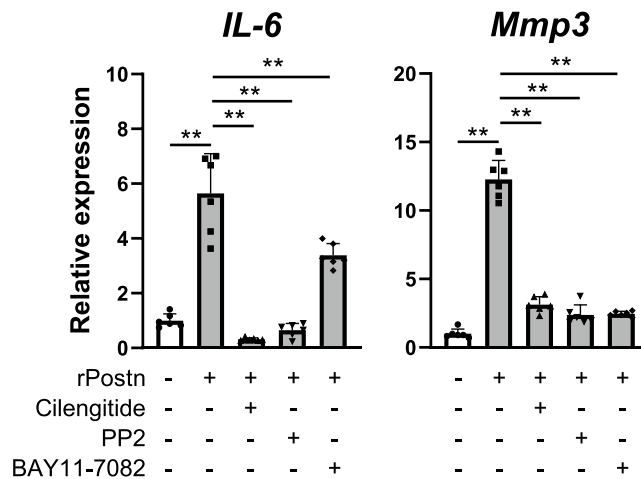 IL-6 Mmp3
Relative expression
10
8
6
4
2
0
** ** ** **
20
15
10
5
0
** ** ** **
rPostn - + + + + - + + + +
Cilengitide - - + - - - - + - -
PP2 - - - + - - - - + -
BAY11-7082 - - - - + - - - - +